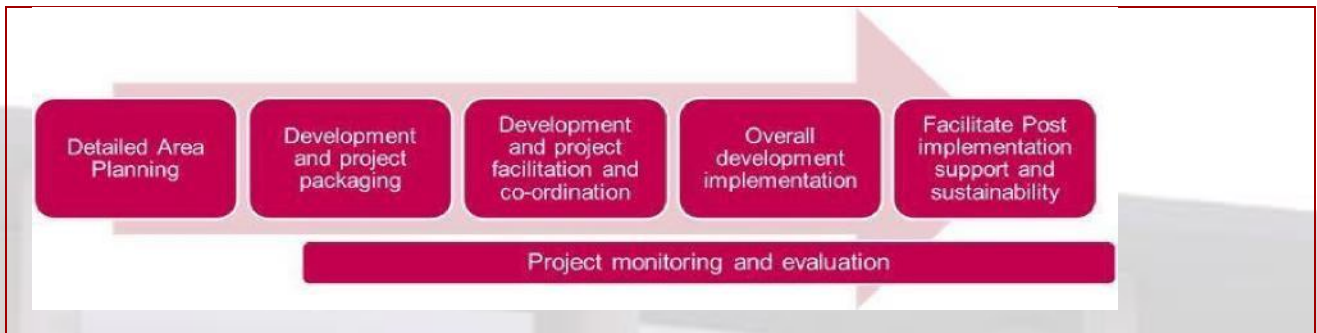 Detailed Area
Planning
Development
and project
packaging
Development
and project
facilitation and
co-ordination
Overall
development
implementation
Facilitate Post
implementation
support and
sustainability
Project monitoring and evaluation